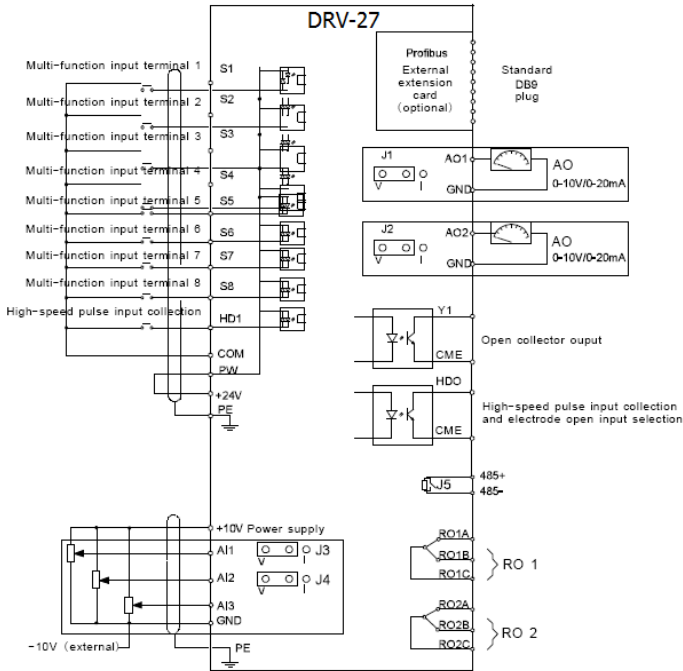 DRV-27
Multi-function input terminal 1
S1
Multi-function input terminal 2
S2
Multi-function input terminal 3
S3
Multi-function input terminal 4
S4
Multi-function input terminal 5
S5
Multi-function input terminal 6
S6
Multi-function input terminal 7
S7
Multi-function input terminal 8
S8
High-speed pulse input collection
HD1
COM
PW
+24V
PE
+10V Power supply
AI1
J3
V I
AI2
J4
V I
AI3
GND
-10V (external)
PE
Profibus
External
extension
card
(optional)
Standard
DB9
plug
J1
V I
AO1
GND
AO
0-10V/0-20mA
J2
V I
AO2
GND
AO
0-10V/0-20mA
Y1
CME
Open collector ouput
HDO
CME
High-speed pulse input collection
and electrode open input selection
J5
485+
485-
RO1A
RO1B
RO1C
RO 1
RO2A
RO2B
RO2C
RO 2